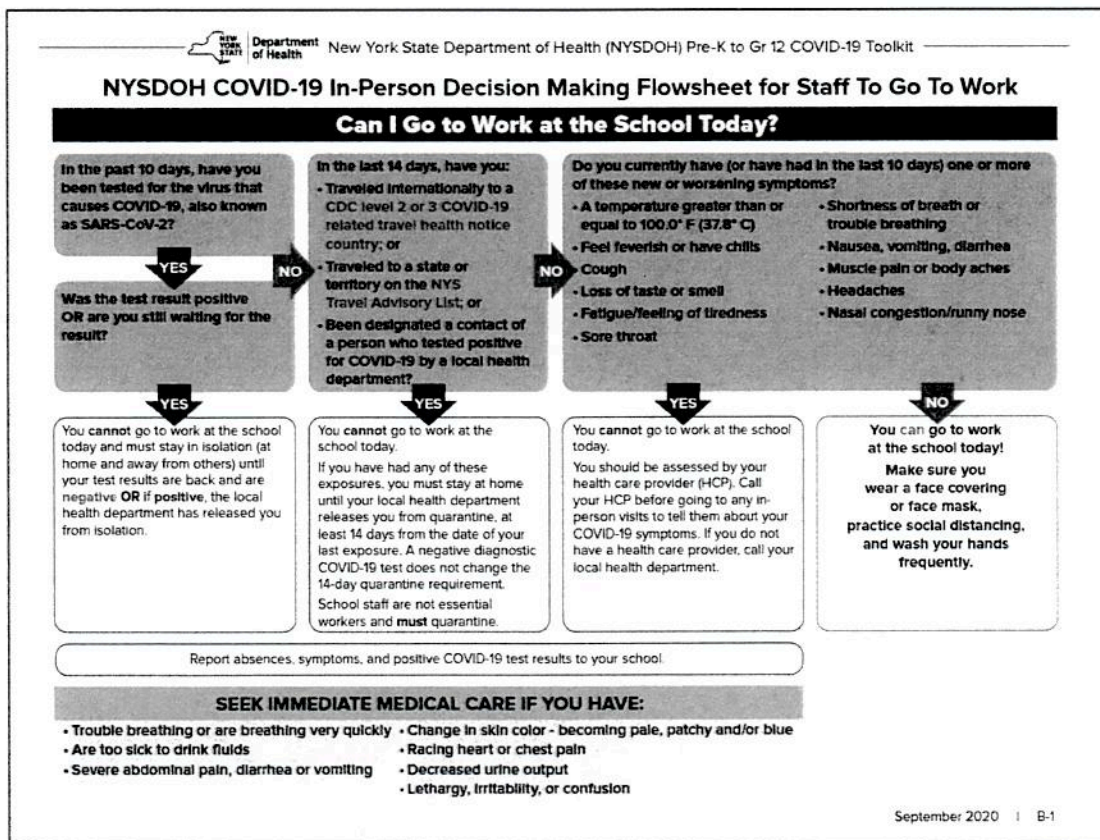 NEW YORK STATE
Department of Health
New York State Department of Health (NYSDOH) Pre-K to Gr 12 COVID-19 Toolkit
NYSDOH COVID-19 In-Person Decision Making Flowsheet for Staff To Go To Work
Can I Go to Work at the School Today?
In the past 10 days, have you
been tested for the virus that
causes COVID-19, also known
as SARS-CoV-2?
YES
Was the test result positive
OR are you still waiting for the
result?
NO
In the last 14 days, have you:
• Traveled internationally to a
CDC level 2 or 3 COVID-19
related travel health notice
country; or
• Traveled to a state or
territory on the NYS
Travel Advisory List; or
• Been designated a contact of
a person who tested positive
for COVID-19 by a local health
department?
NO
Do you currently have (or have had in the last 10 days) one or more
of these new or worsening symptoms?
• A temperature greater than or
equal to 100.0° F (37.8° C)
• Feel feverish or have chills
• Cough
• Loss of taste or smell
• Fatigue/feeling of tiredness
• Sore throat
• Shortness of breath or
trouble breathing
• Nausea, vomiting, diarrhea
• Muscle pain or body aches
• Headaches
• Nasal congestion/runny nose
YES
You cannot go to work at the school
today and must stay in isolation (at
home and away from others) until
your test results are back and are
negative OR if positive, the local
health department has released you
from isolation.
YES
You cannot go to work at the
school today.
If you have had any of these
exposures, you must stay at home
until your local health department
releases you from quarantine, at
least 14 days from the date of your
last exposure. A negative diagnostic
COVID-19 test does not change the
14-day quarantine requirement.
School staff are not essential
workers and must quarantine.
YES
You cannot go to work at the school
today.
You should be assessed by your
health care provider (HCP). Call
your HCP before going to any in-
person visits to tell them about your
COVID-19 symptoms. If you do not
have a health care provider, call your
local health department.
NO
You can go to work
at the school today!
Make sure you
wear a face covering
or face mask,
practice social distancing,
and wash your hands
frequently.
Report absences, symptoms, and positive COVID-19 test results to your school.
SEEK IMMEDIATE MEDICAL CARE IF YOU HAVE:
• Trouble breathing or are breathing very quickly
• Are too sick to drink fluids
• Severe abdominal pain, diarrhea or vomiting
• Change in skin color - becoming pale, patchy and/or blue
• Racing heart or chest pain
• Decreased urine output
• Lethargy, irritability, or confusion
September 2020 | B-1